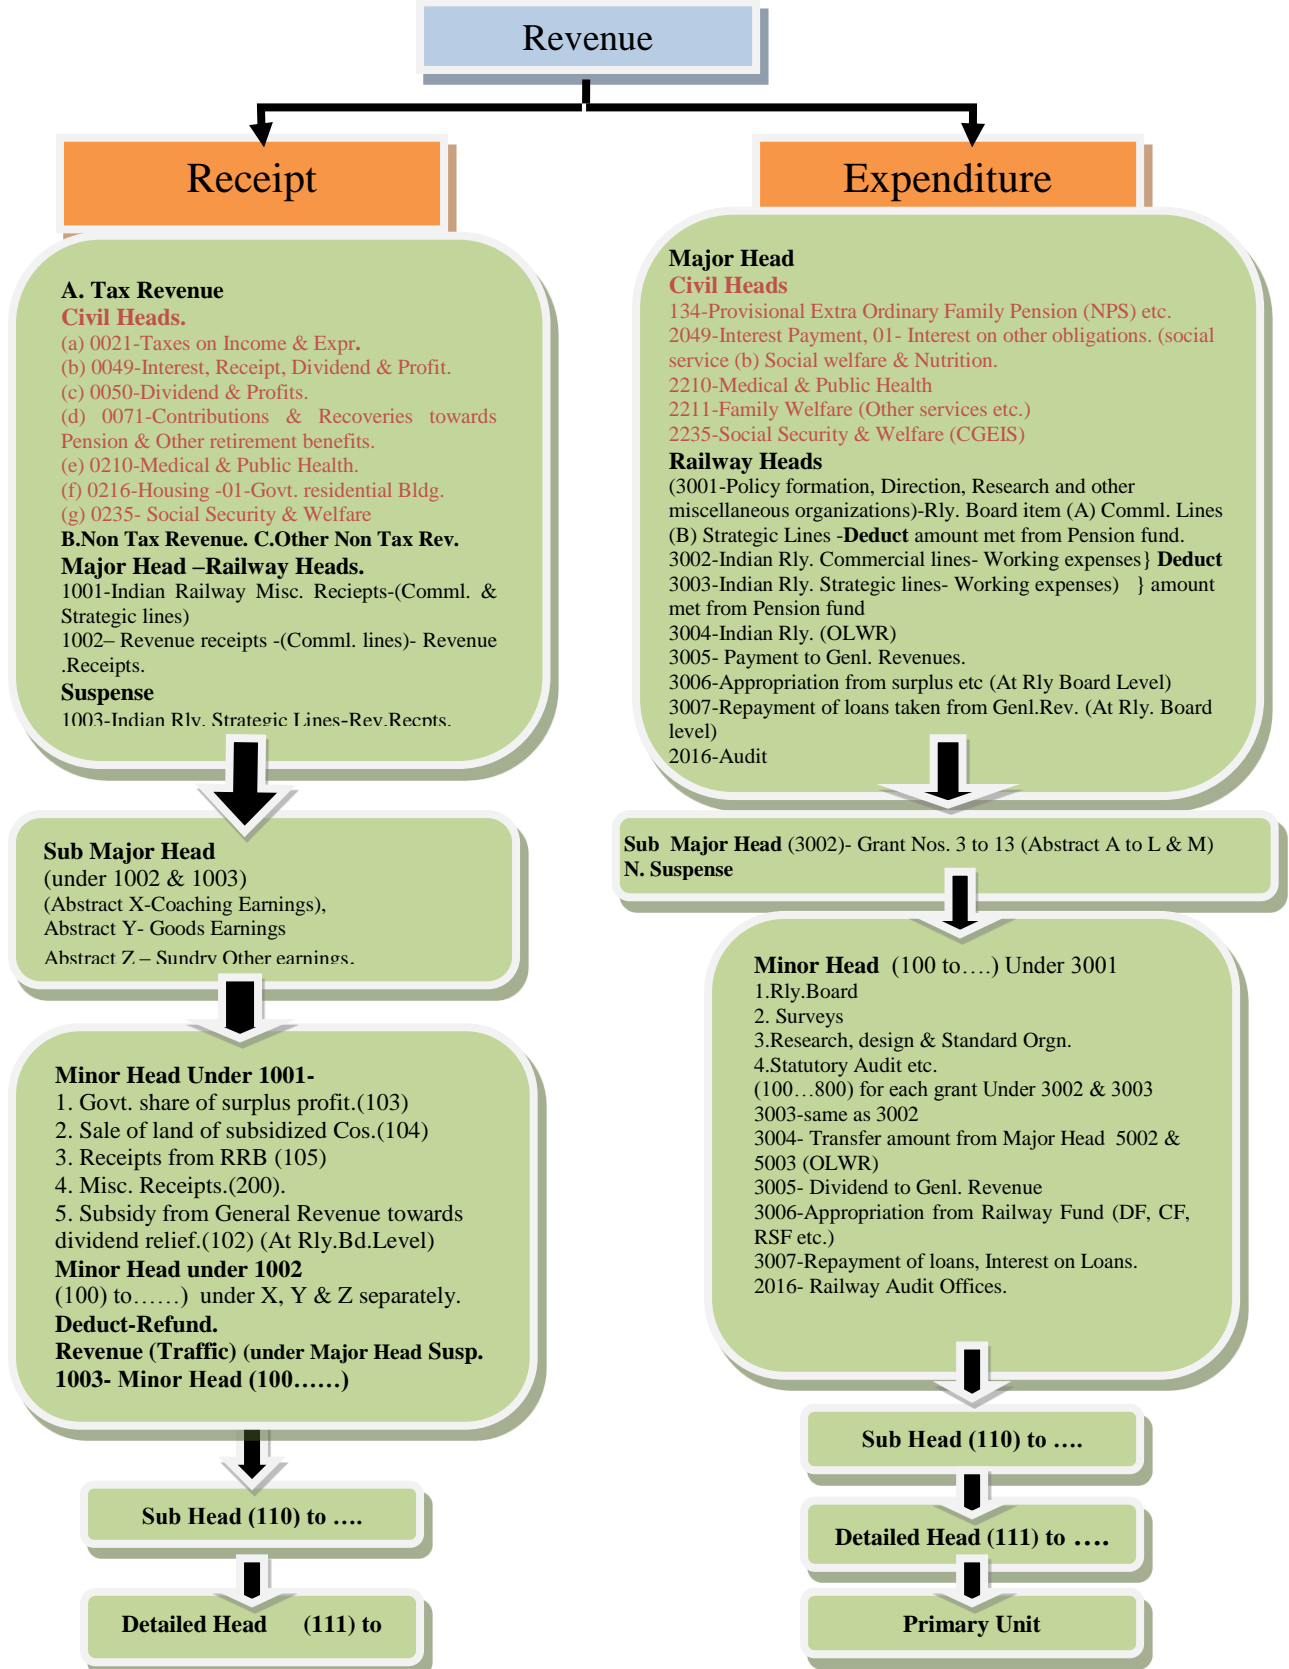 Revenue
Receipt
A. Tax Revenue
Civil Heads.
(a) 0021-Taxes on Income & Expr.
(b) 0049-Interest, Receipt, Dividend & Profit.
(c) 0050-Dividend & Profits.
(d) 0071-Contributions & Recoveries towards
Pension & Other retirement benefits.
(e) 0210-Medical & Public Health.
(f) 0216-Housing -01-Govt. residential Bldg.
(g) 0235- Social Security & Welfare
B.Non Tax Revenue. C.Other Non Tax Rev.
Major Head –Railway Heads.
1001-Indian Railway Misc. Reciepts-(Comml. &
Strategic lines)
1002– Revenue receipts -(Comml. lines)- Revenue
.Receipts.
Suspense
1003-Indian Rly. Strategic Lines-Rev.Recpts.
Sub Major Head
(under 1002 & 1003)
(Abstract X-Coaching Earnings),
Abstract Y- Goods Earnings
Abstract Z – Sundry Other earnings.
Minor Head Under 1001-
1. Govt. share of surplus profit.(103)
2. Sale of land of subsidized Cos.(104)
3. Receipts from RRB (105)
4. Misc. Receipts.(200).
5. Subsidy from General Revenue towards
dividend relief.(102) (At Rly.Bd.Level)
Minor Head under 1002
(100) to……) under X, Y & Z separately.
Deduct-Refund.
Revenue (Traffic) (under Major Head Susp.
1003- Minor Head (100……)
Sub Head (110) to ….
Detailed Head (111) to
Expenditure
Major Head
Civil Heads
134-Provisional Extra Ordinary Family Pension (NPS) etc.
2049-Interest Payment, 01- Interest on other obligations. (social
service (b) Social welfare & Nutrition.
2210-Medical & Public Health
2211-Family Welfare (Other services etc.)
2235-Social Security & Welfare (CGEIS)
Railway Heads
(3001-Policy formation, Direction, Research and other
miscellaneous organizations)-Rly. Board item (A) Comml. Lines
(B) Strategic Lines -Deduct amount met from Pension fund.
3002-Indian Rly. Commercial lines- Working expenses} Deduct
3003-Indian Rly. Strategic lines- Working expenses) } amount
met from Pension fund
3004-Indian Rly. (OLWR)
3005- Payment to Genl. Revenues.
3006-Appropriation from surplus etc (At Rly Board Level)
3007-Repayment of loans taken from Genl.Rev. (At Rly. Board
level)
2016-Audit
Sub Major Head (3002)- Grant Nos. 3 to 13 (Abstract A to L & M)
N. Suspense
Minor Head (100 to….) Under 3001
1.Rly.Board
2. Surveys
3.Research, design & Standard Orgn.
4.Statutory Audit etc.
(100…800) for each grant Under 3002 & 3003
3003-same as 3002
3004- Transfer amount from Major Head 5002 &
5003 (OLWR)
3005- Dividend to Genl. Revenue
3006-Appropriation from Railway Fund (DF, CF,
RSF etc.)
3007-Repayment of loans, Interest on Loans.
2016- Railway Audit Offices.
Sub Head (110) to ….
Detailed Head (111) to ….
Primary Unit